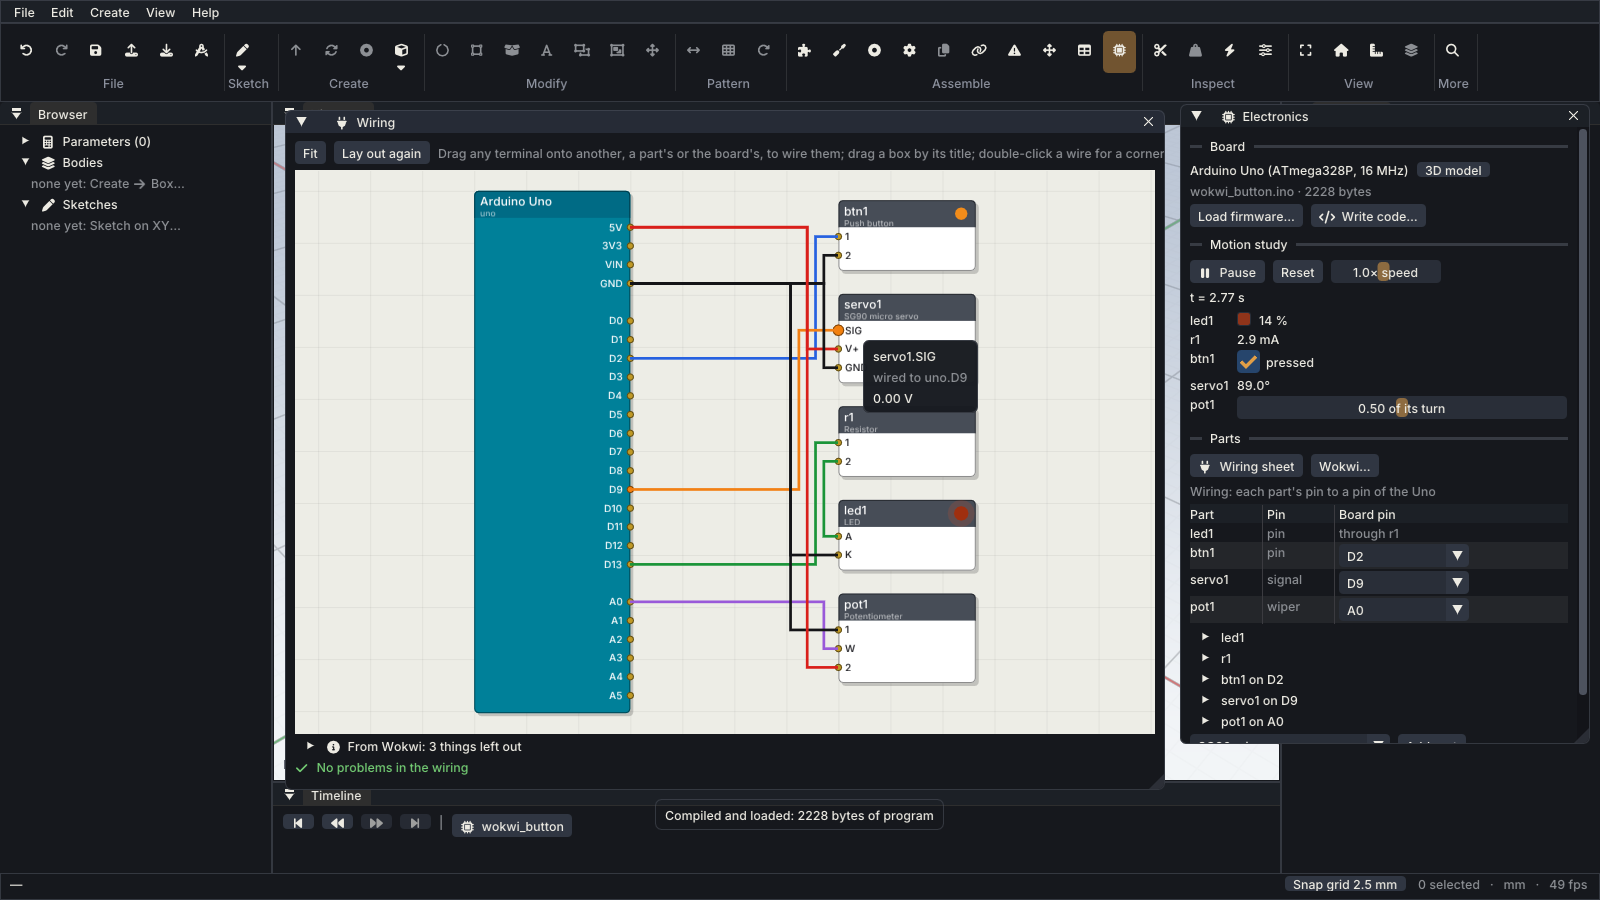 File Edit Create View Help
File Sketch Create Modify Pattern Assemble Inspect View More
Browser
Parameters (0)
Bodies
none yet: Create → Box...
Sketches
none yet: Sketch on XY...
Wiring
Fit Lay out again Drag any terminal onto another, a part's or the board's, to wire them; drag a box by its title; double-click a wire for a corner
Arduino Uno
uno
5V
3V3
VIN
GND
D0
D1
D2
D3
D4
D5
D6
D7
D8
D9
D10
D11
D12
D13
A0
A1
A2
A3
A4
A5
btn1
Push button
1
2
servo1
SG90 micro servo
SIG
V+
GND
servo1.SIG
wired to uno.D9
0.00 V
r1
Resistor
1
2
led1
LED
A
K
pot1
Potentiometer
1
W
2
From Wokwi: 3 things left out
No problems in the wiring
Timeline
wokwi_button
Compiled and loaded: 2228 bytes of program
Electronics
Board
Arduino Uno (ATmega328P, 16 MHz) 3D model
wokwi_button.ino · 2228 bytes
Load firmware... Write code...
Motion study
Pause Reset 1.0× speed
t = 2.77 s
led1 14 %
r1 2.9 mA
btn1 pressed
servo1 89.0°
pot1 0.50 of its turn
Parts
Wiring sheet Wokwi...
Wiring: each part's pin to a pin of the Uno
Part Pin Board pin
led1 pin through r1
btn1 pin D2
servo1 signal D9
pot1 wiper A0
led1
r1
btn1 on D2
servo1 on D9
pot1 on A0
Snap grid 2.5 mm 0 selected · mm · 49 fps